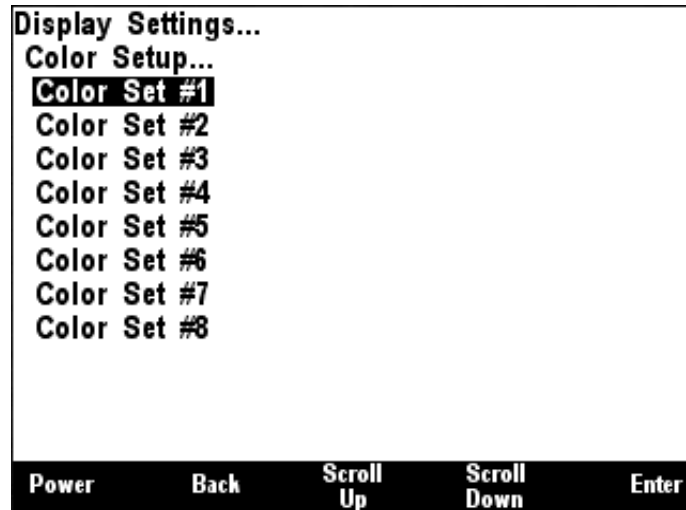 Display Settings...
Color Setup...
Color Set #1
Color Set #2
Color Set #3
Color Set #4
Color Set #5
Color Set #6
Color Set #7
Color Set #8
Power Back Scroll Up Scroll Down Enter